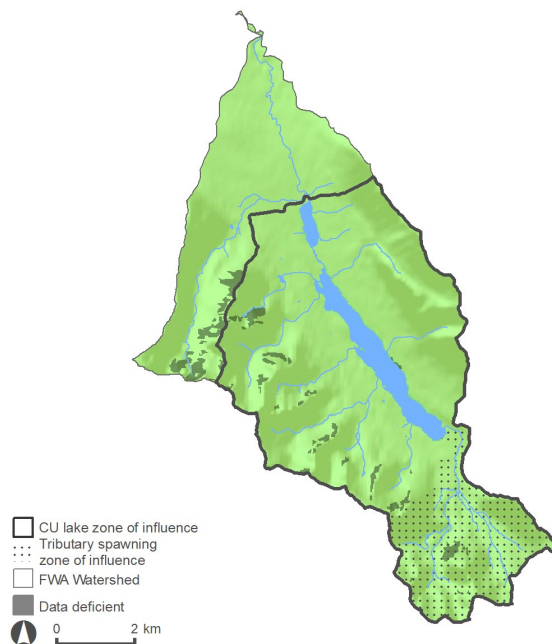 CU lake zone of influence
Tributary spawning
zone of influence
FWA Watershed
Data deficient
0 2 km